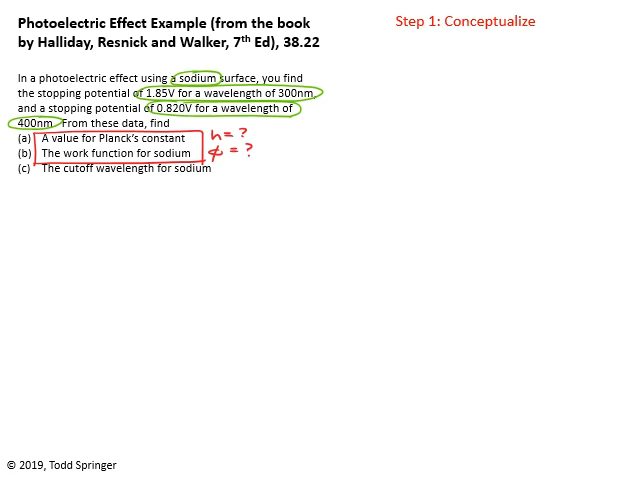 Photoelectric Effect Example (from the book
by Halliday, Resnick and Walker, 7th Ed), 38.22
Step 1: Conceptualize
In a photoelectric effect using a sodium surface, you find
the stopping potential of 1.85V for a wavelength of 300nm,
and a stopping potential of 0.820V for a wavelength of
400nm. From these data, find
(a) A value for Planck's constant h = ?
(b) The work function for sodium ϕ = ?
(c) The cutoff wavelength for sodium
© 2019, Todd Springer